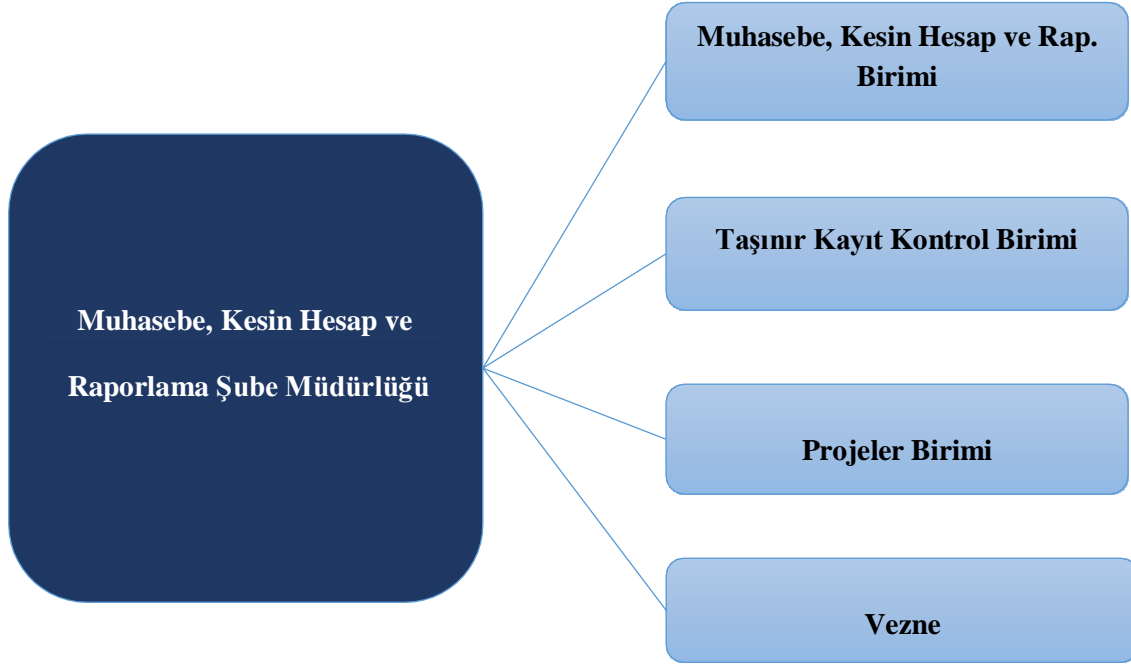 Muhasebe, Kesin Hesap ve
Raporlama Şube Müdürlüğü
Muhasebe, Kesin Hesap ve Rap.
Birimi
Taşınır Kayıt Kontrol Birimi
Projeler Birimi
Vezne